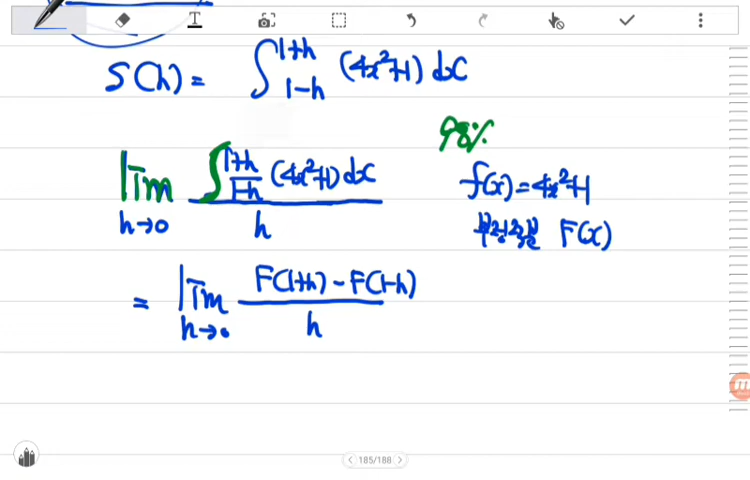 S(h) = ∫_{1-h}^{1+h} (4x²+1) dx
98%
lim_{h→0} ∫_{1-h}^{1+h} (4x²+1) dx / h
f(x) = 4x²+1
부정적분 F(x)
= lim_{h→0} F(1+h) - F(1-h) / h
185/188